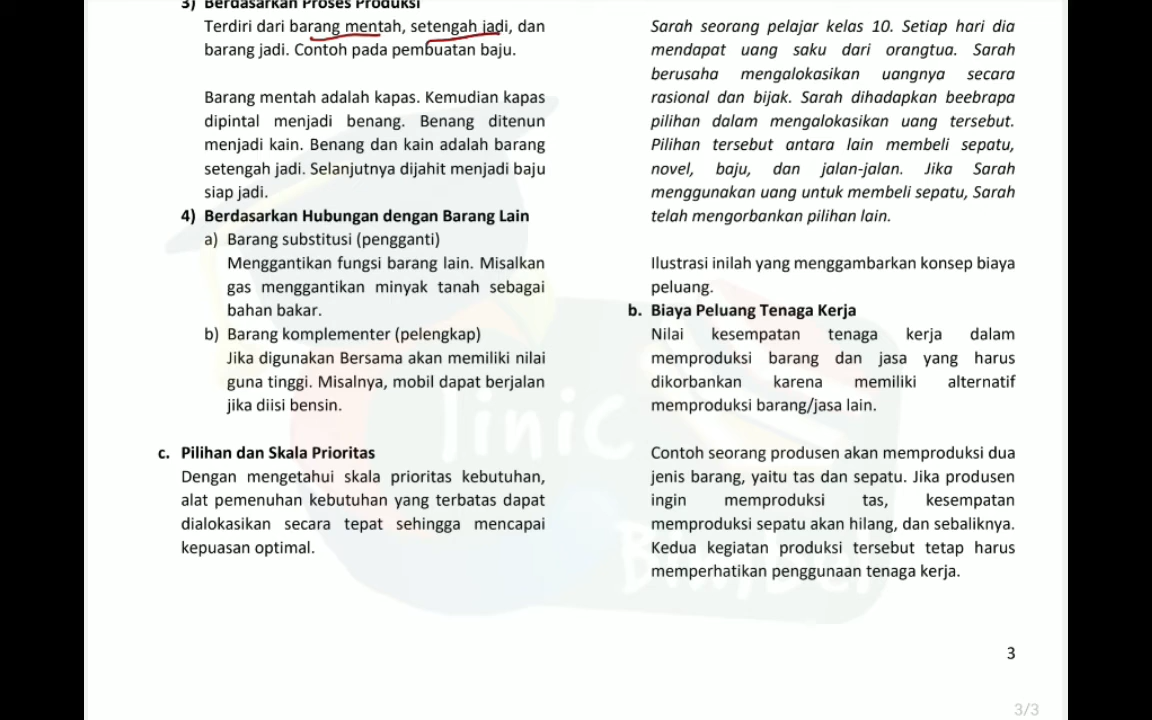 3) Berdasarkan Proses Produksi
Terdiri dari barang mentah, setengah jadi, dan
barang jadi. Contoh pada pembuatan baju.
Barang mentah adalah kapas. Kemudian kapas
dipintal menjadi benang. Benang ditenun
menjadi kain. Benang dan kain adalah barang
setengah jadi. Selanjutnya dijahit menjadi baju
siap jadi.
4) Berdasarkan Hubungan dengan Barang Lain
a) Barang substitusi (pengganti)
Menggantikan fungsi barang lain. Misalkan
gas menggantikan minyak tanah sebagai
bahan bakar.
b) Barang komplementer (pelengkap)
Jika digunakan Bersama akan memiliki nilai
guna tinggi. Misalnya, mobil dapat berjalan
jika diisi bensin.
c. Pilihan dan Skala Prioritas
Dengan mengetahui skala prioritas kebutuhan,
alat pemenuhan kebutuhan yang terbatas dapat
dialokasikan secara tepat sehingga mencapai
kepuasan optimal.
Sarah seorang pelajar kelas 10. Setiap hari dia
mendapat uang saku dari orangtua. Sarah
berusaha mengalokasikan uangnya secara
rasional dan bijak. Sarah dihadapkan beebrapa
pilihan dalam mengalokasikan uang tersebut.
Pilihan tersebut antara lain membeli sepatu,
novel, baju, dan jalan-jalan. Jika Sarah
menggunakan uang untuk membeli sepatu, Sarah
telah mengorbankan pilihan lain.
Ilustrasi inilah yang menggambarkan konsep biaya
peluang.
b. Biaya Peluang Tenaga Kerja
Nilai kesempatan tenaga kerja dalam
memproduksi barang dan jasa yang harus
dikorbankan karena memiliki alternatif
memproduksi barang/jasa lain.
Contoh seorang produsen akan memproduksi dua
jenis barang, yaitu tas dan sepatu. Jika produsen
ingin memproduksi tas, kesempatan
memproduksi sepatu akan hilang, dan sebaliknya.
Kedua kegiatan produksi tersebut tetap harus
memperhatikan penggunaan tenaga kerja.
linic
3
3/3